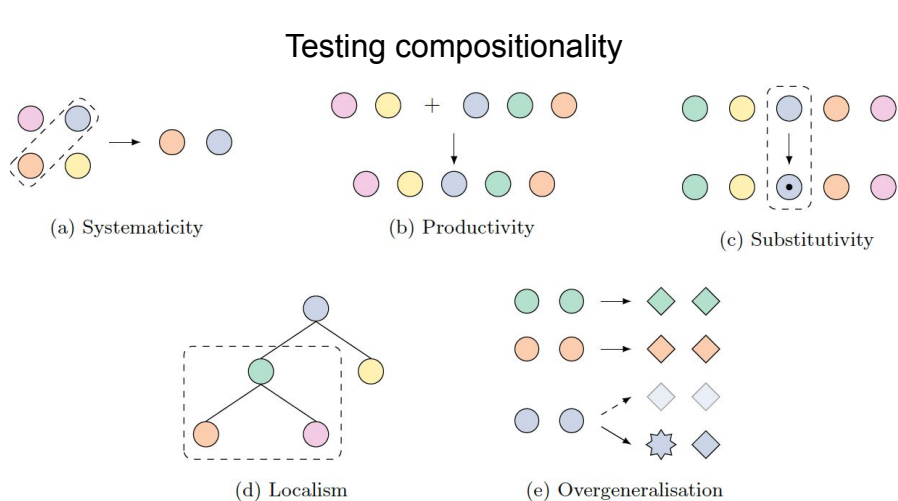 Testing compositionality
+
(a) Systematicity
(b) Productivity
(c) Substitutivity
(d) Localism
(e) Overgeneralisation